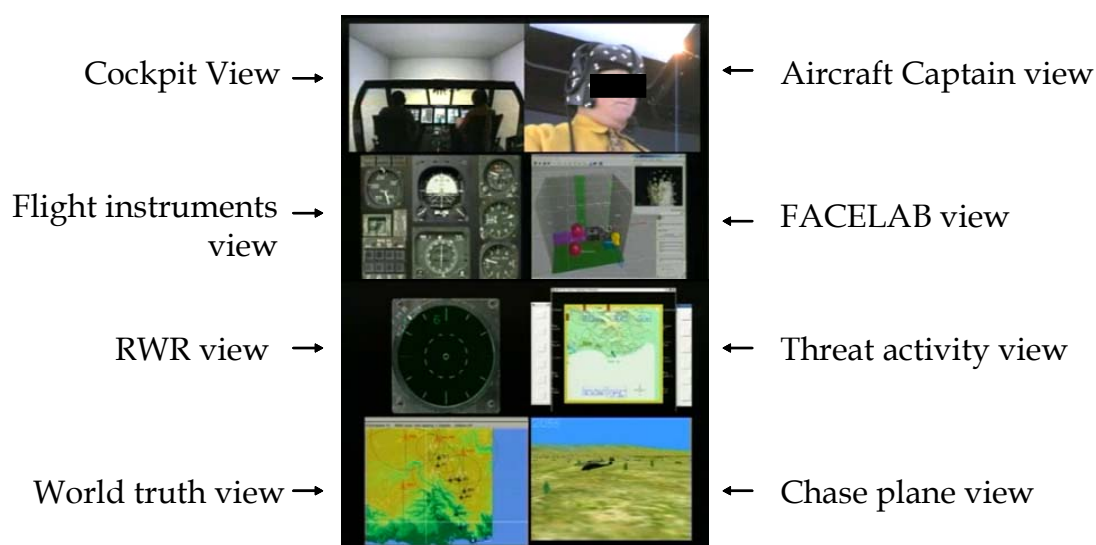 Cockpit View
Aircraft Captain view
Flight instruments
view
FACELAB view
RWR view
Threat activity view
World truth view
Chase plane view